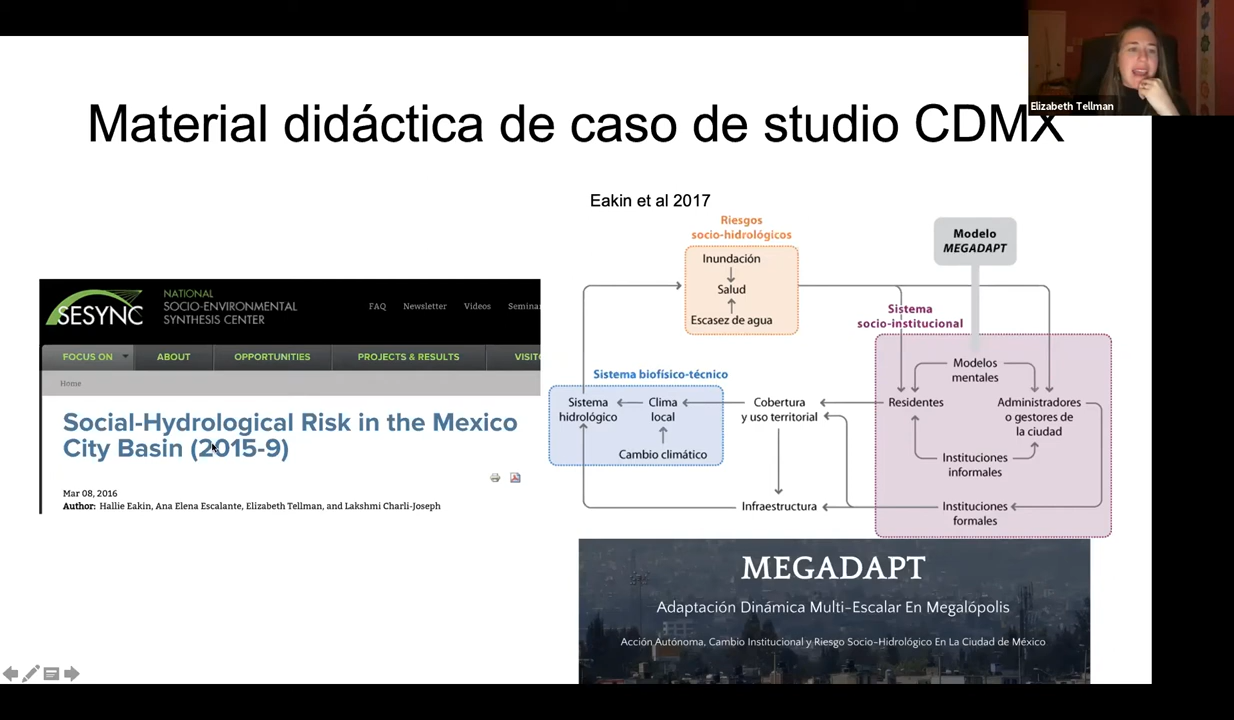 Elizabeth Tellman
Material didáctica de caso de studio CDMX
Eakin et al 2017
SESYNC
NATIONAL
SOCIO-ENVIRONMENTAL
SYNTHESIS CENTER
FAQ Newsletter Videos Seminar
FOCUS ON ABOUT OPPORTUNITIES PROJECTS & RESULTS VISIT
Home
Social-Hydrological Risk in the Mexico
City Basin (2015-9)
Mar 08, 2016
Author: Hallie Eakin, Ana Elena Escalante, Elizabeth Tellman, and Lakshmi Charli-Joseph
Riesgos
socio-hidrológicos
Inundación
Salud
Escasez de agua
Modelo
MEGADAPT
Sistema
socio-institucional
Modelos
mentales
Residentes
Administradores
o gestores de
la ciudad
Instituciones
informales
Instituciones
formales
Sistema biofísico-técnico
Sistema
hidrológico
Clima
local
Cambio climático
Cobertura
y uso territorial
Infraestructura
MEGADAPT
Adaptación Dinámica Multi-Escalar En Megalópolis
Acción Autónoma, Cambio Institucional y Riesgo Socio-Hidrológico En La Ciudad de México